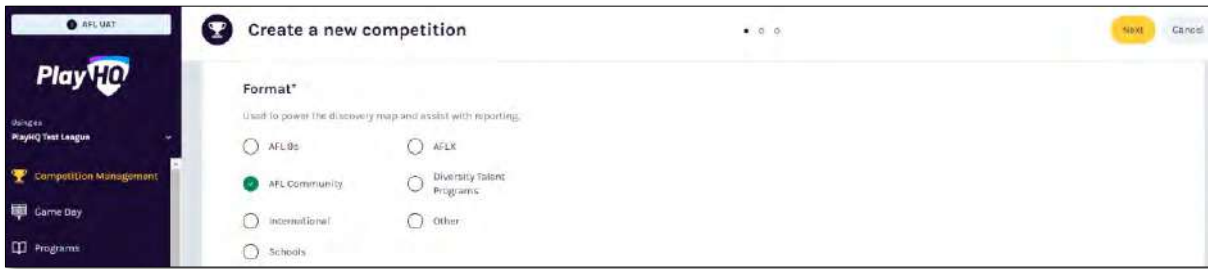 AFL UAT
Create a new competition
Next
Cancel
PlayHQ
Using as
PlayHQ Test League
Competition Management
Game Day
Programs
Format*
Used to power the discovery map and assist with reporting.
AFL 9s
AFLX
AFL Community
Diversity Talent
Programs
International
Other
Schools